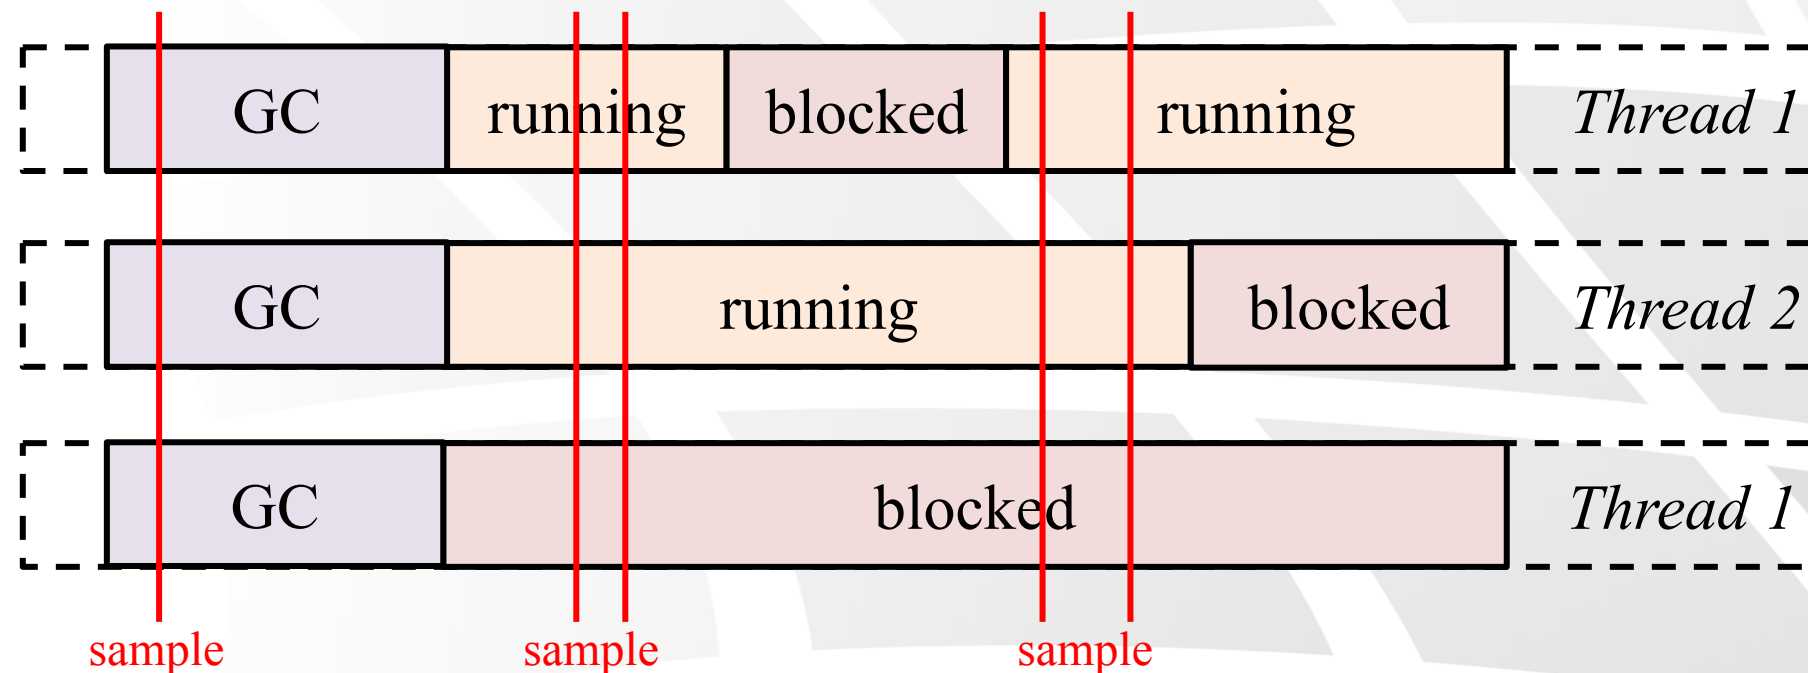 GC running blocked running Thread 1
GC running blocked Thread 2
GC blocked Thread 1
sample sample sample